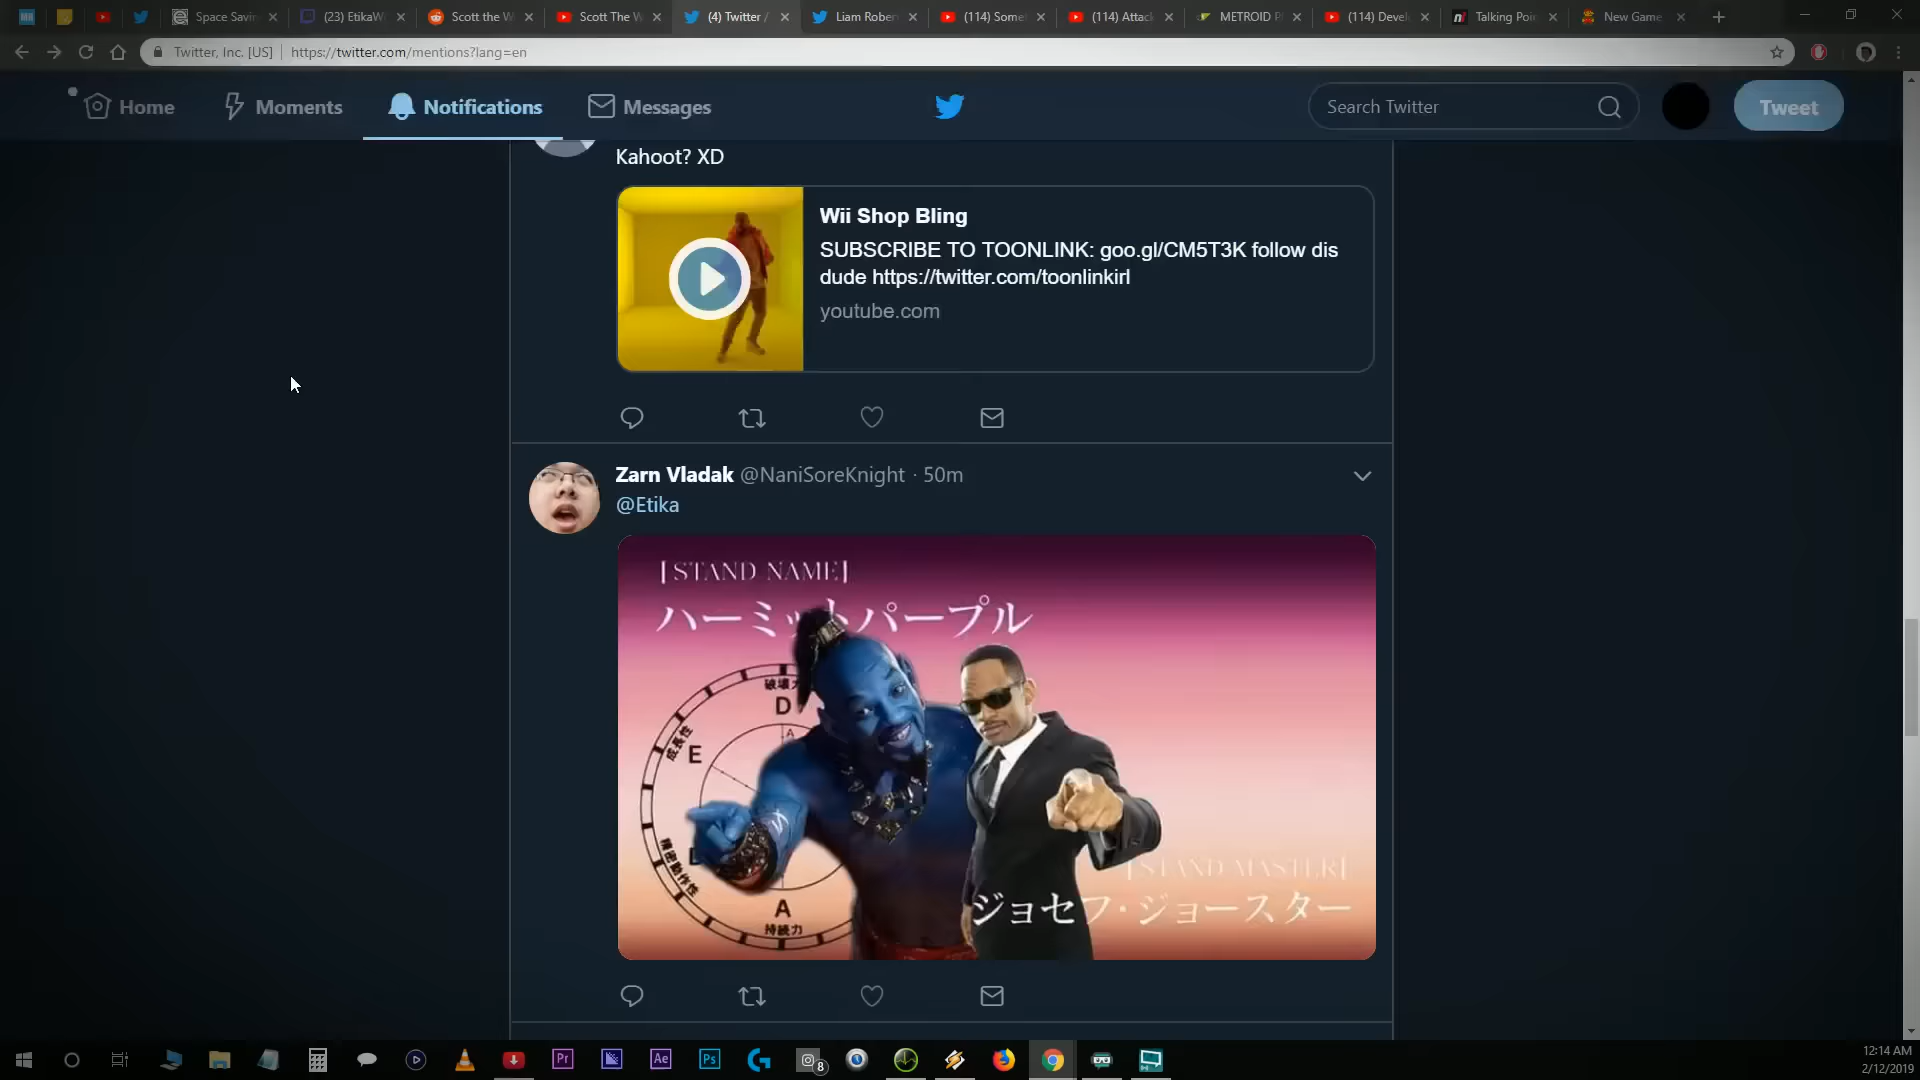 Space Savin
(23) EtikaW
Scott the W
Scott The W
(4) Twitter /
Liam Rober
(114) Some
(114) Attac
METROID P
(114) Devel
Talking Poin
New Game
Twitter, Inc. [US] | https://twitter.com/mentions?lang=en
Home
Moments
Notifications
Messages
Search Twitter
Tweet
Kahoot? XD
Wii Shop Bling
SUBSCRIBE TO TOONLINK: goo.gl/CM5T3K follow dis
dude https://twitter.com/toonlinkirl
youtube.com
Zarn Vladak @NaniSoreKnight · 50m
@Etika
[STAND NAME]
ハーミットパープル
破壊力
D
A
成長性
E
精密動作性
A
持続力
[STAND MASTER]
ジョセフ・ジョースター
Pr
Ae
Ps
8
12:14 AM
2/12/2019